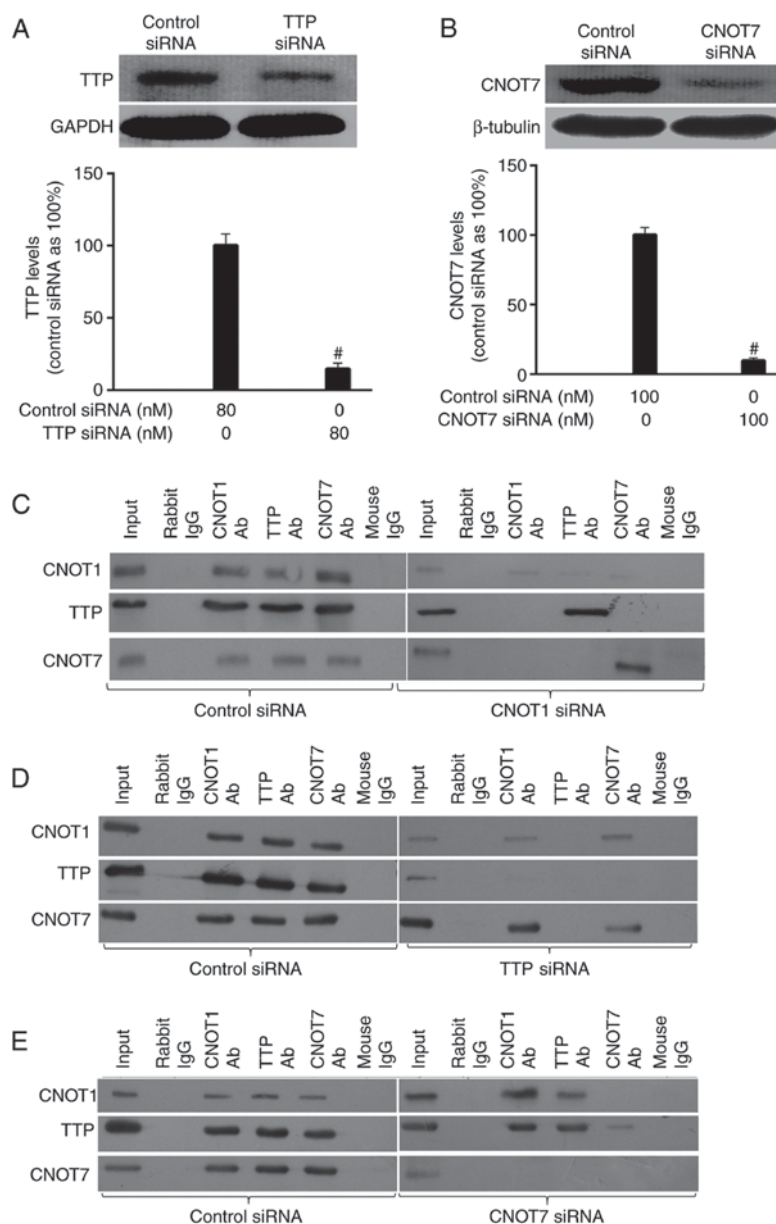 A
Control siRNA
TTP siRNA
TTP
GAPDH
TTP levels
(control siRNA as 100%)
150
100
50
0
#
Control siRNA (nM) 80 0
TTP siRNA (nM) 0 80
B
Control siRNA
CNOT7 siRNA
CNOT7
β-tubulin
CNOT7 levels
(control siRNA as 100%)
150
100
50
0
#
Control siRNA (nM) 100 0
CNOT7 siRNA (nM) 0 100
C
Input Rabbit IgG CNOT1 Ab TTP Ab CNOT7 Ab Mouse IgG Input Rabbit IgG CNOT1 Ab TTP Ab CNOT7 Ab Mouse IgG
CNOT1
TTP
CNOT7
Control siRNA CNOT1 siRNA
D
Input Rabbit IgG CNOT1 Ab TTP Ab CNOT7 Ab Mouse IgG Input Rabbit IgG CNOT1 Ab TTP Ab CNOT7 Ab Mouse IgG
CNOT1
TTP
CNOT7
Control siRNA TTP siRNA
E
Input Rabbit IgG CNOT1 Ab TTP Ab CNOT7 Ab Mouse IgG Input Rabbit IgG CNOT1 Ab TTP Ab CNOT7 Ab Mouse IgG
CNOT1
TTP
CNOT7
Control siRNA CNOT7 siRNA